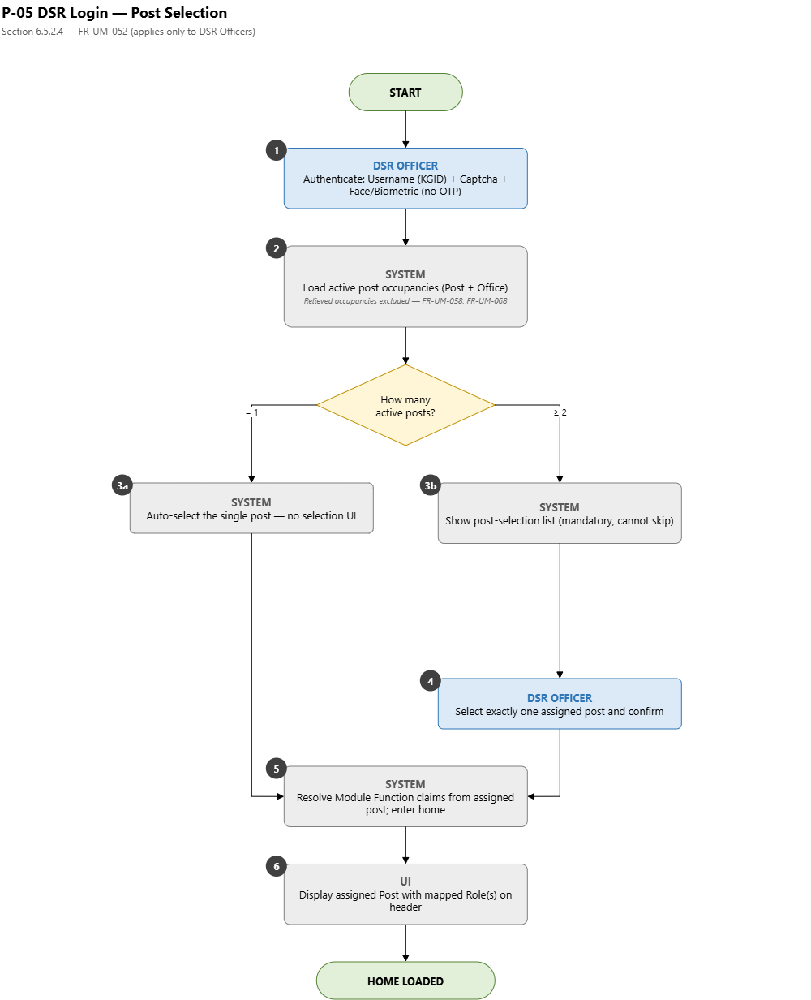 P-05 DSR Login — Post Selection
Section 6.5.2.4 — FR-UM-052 (applies only to DSR Officers)
START
1
DSR OFFICER
Authenticate: Username (KGID) + Captcha +
Face/Biometric (no OTP)
2
SYSTEM
Load active post occupancies (Post + Office)
Relieved occupancies excluded — FR-UM-058, FR-UM-068
How many
active posts?
= 1
≥ 2
3a
SYSTEM
Auto-select the single post — no selection UI
3b
SYSTEM
Show post-selection list (mandatory, cannot skip)
4
DSR OFFICER
Select exactly one assigned post and confirm
5
SYSTEM
Resolve Module Function claims from assigned
post; enter home
6
UI
Display assigned Post with mapped Role(s) on
header
HOME LOADED